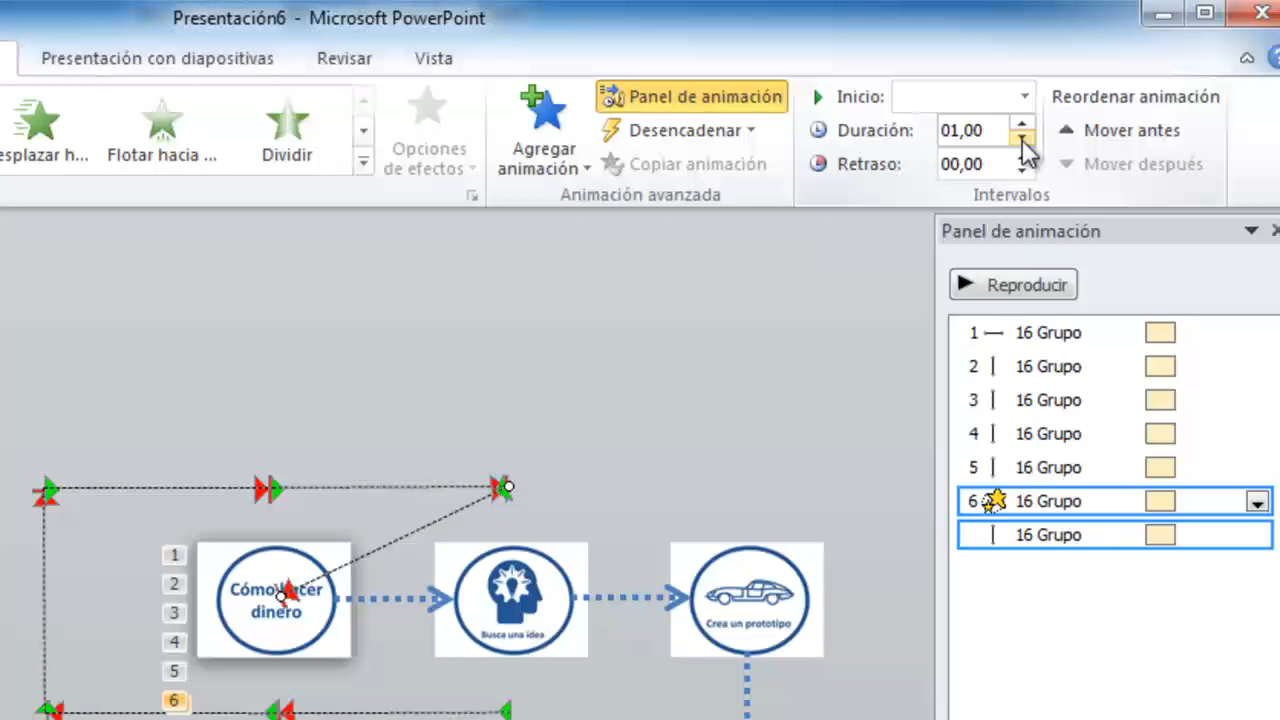 Presentación6 - Microsoft PowerPoint
Presentación con diapositivas Revisar Vista
esplazar h... Flotar hacia ... Dividir
Opciones de efectos
Agregar animación
Panel de animación
Desencadenar
Copiar animación
Animación avanzada
Inicio:
Duración: 01,00
Retraso: 00,00
Reordenar animación
Mover antes
Mover después
Intervalos
Panel de animación
Reproducir
1 16 Grupo
2 16 Grupo
3 16 Grupo
4 16 Grupo
5 16 Grupo
6 16 Grupo
16 Grupo
1
2
3
4
5
6
dinero
Busca una idea
Crea un prototipo